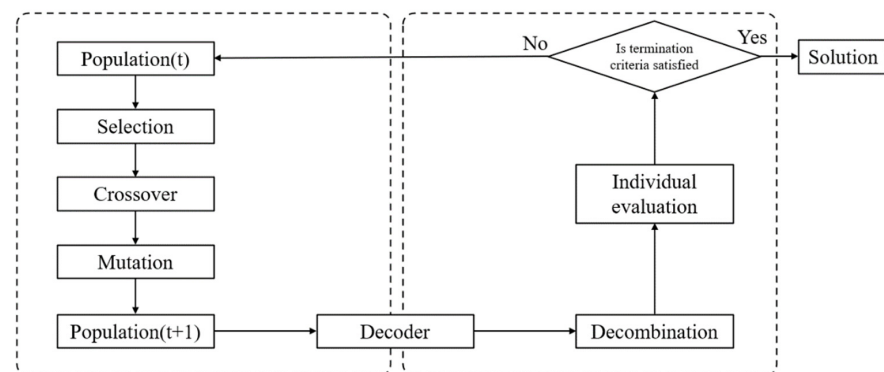 Population(t)
Selection
Crossover
Mutation
Population(t+1)
Decoder
Decombination
Individual
evaluation
Is termination
criteria satisfied
No
Yes
Solution